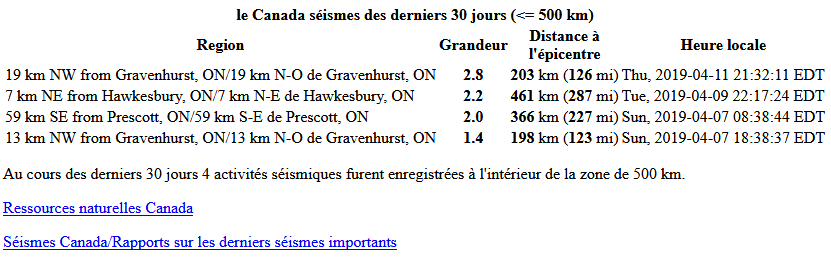 le Canada séismes des derniers 30 jours (<= 500 km)
Region Grandeur Distance à l'épicentre Heure locale
19 km NW from Gravenhurst, ON/19 km N-O de Gravenhurst, ON 2.8 203 km (126 mi) Thu, 2019-04-11 21:32:11 EDT
7 km NE from Hawkesbury, ON/7 km N-E de Hawkesbury, ON 2.2 461 km (287 mi) Tue, 2019-04-09 22:17:24 EDT
59 km SE from Prescott, ON/59 km S-E de Prescott, ON 2.0 366 km (227 mi) Sun, 2019-04-07 08:38:44 EDT
13 km NW from Gravenhurst, ON/13 km N-O de Gravenhurst, ON 1.4 198 km (123 mi) Sun, 2019-04-07 18:38:37 EDT
Au cours des derniers 30 jours 4 activités séismiques furent enregistrées à l'intérieur de la zone de 500 km.
Ressources naturelles Canada
Séismes Canada/Rapports sur les derniers séismes importants